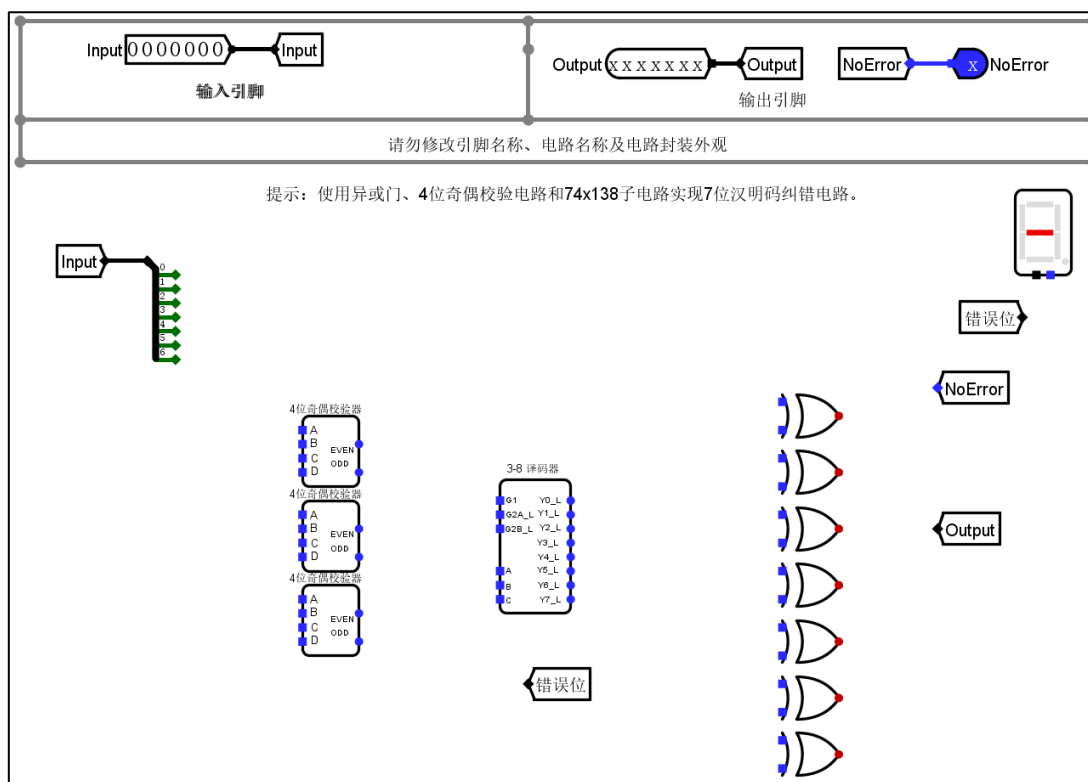 Input 0000000 Input
输入引脚
Output xxxxxxx Output
NoError x NoError
输出引脚
请勿修改引脚名称、电路名称及电路封装外观
提示：使用异或门、4位奇偶校验电路和74x138子电路实现7位汉明码纠错电路。
Input
0
1
2
3
4
5
6
错误位
NoError
4位奇偶校验器
A
B EVEN
C ODD
D
4位奇偶校验器
A
B EVEN
C ODD
D
4位奇偶校验器
A
B EVEN
C ODD
D
3-8 译码器
G1 Y0_L
G2A_L Y1_L
G2B_L Y2_L
Y3_L
Y4_L
A Y5_L
B Y6_L
C Y7_L
Output
错误位